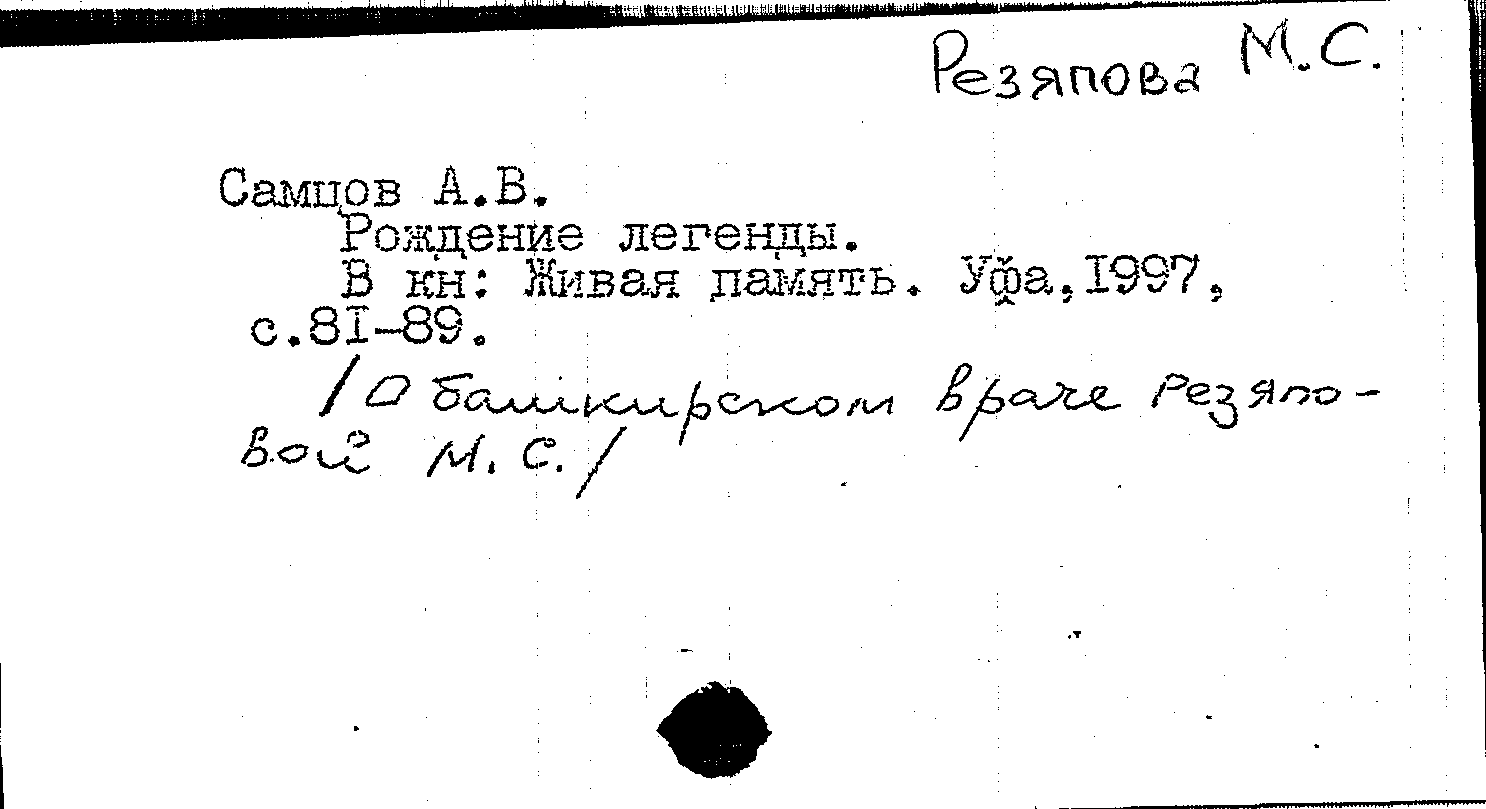 Резяпова М.С.
Самцов А.В.
Рождение легенды.
В кн: Живая память. Уфа,1997,
с.81-89.
/О башкирском враче Резяпо-
вой М.С./